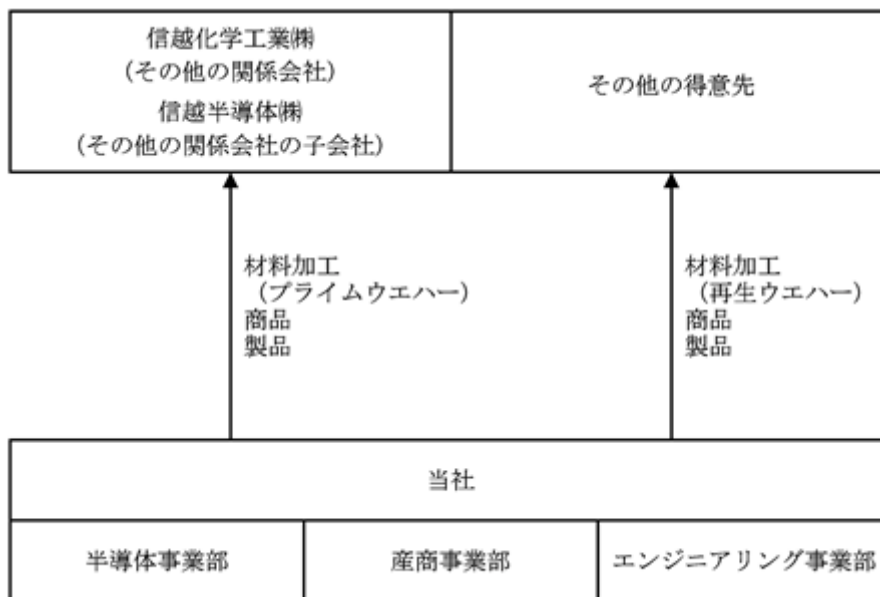 信越化学工業㈱
(その他の関係会社)
信越半導体㈱
(その他の関係会社の子会社)
その他の得意先
材料加工
(プライムウエハー)
商品
製品
材料加工
(再生ウエハー)
商品
製品
当社
半導体事業部
産商事業部
エンジニアリング事業部